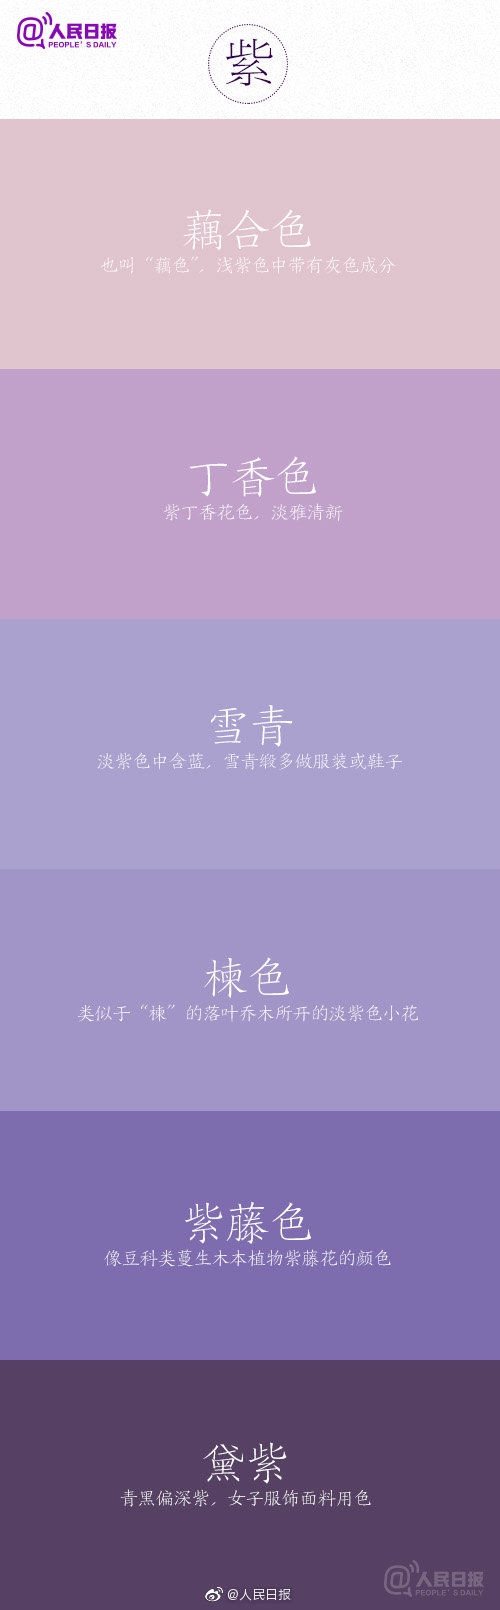 @人民日报
PEOPLE'S DAILY
紫
藕合色
也叫“藕色”，浅紫色中带有灰色成分
丁香色
紫丁香花色，淡雅清新
雪青
淡紫色中含蓝，雪青缎多做服装或鞋子
楝色
类似于“楝”的落叶乔木所开的淡紫色小花
紫藤色
像豆科类蔓生木本植物紫藤花的颜色
黛紫
青黑偏深紫，女子服饰面料用色
@人民日报
PEOPLE'S DAILY
@人民日报